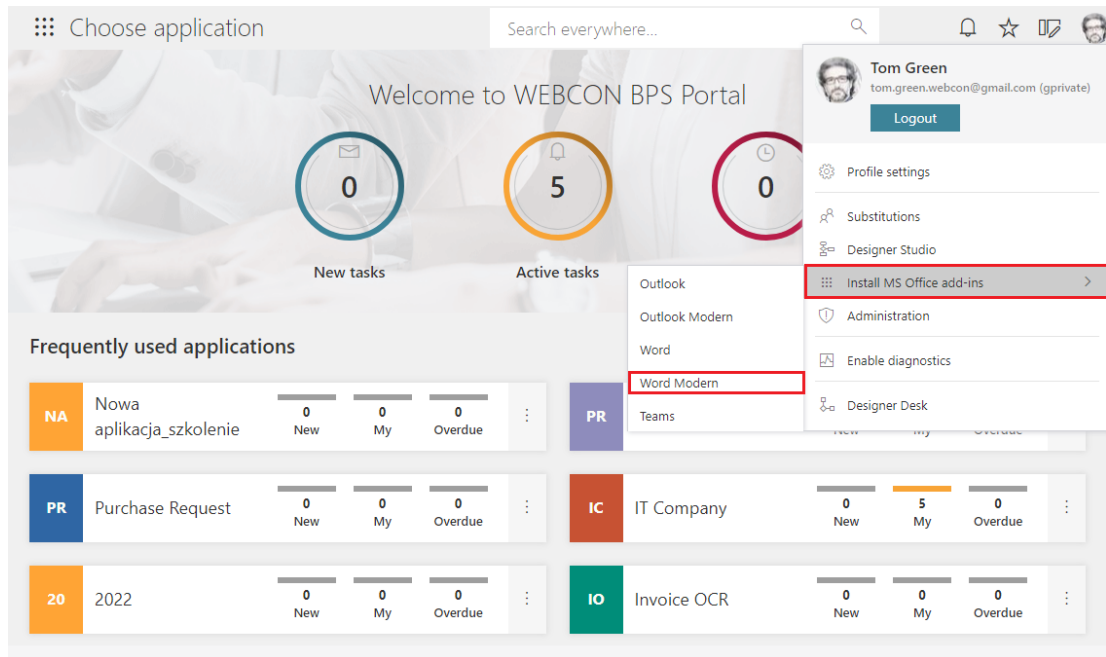 Choose application
Search everywhere...
Tom Green
tom.green.webcon@gmail.com (gprivate)
Logout
Welcome to WEBCON BPS Portal
0
5
0
New tasks
Active tasks
Profile settings
Substitutions
Designer Studio
Install MS Office add-ins
Administration
Enable diagnostics
Designer Desk
Outlook
Outlook Modern
Word
Word Modern
Teams
Frequently used applications
NA
Nowa
aplikacja_szkolenie
0 0 0
New My Overdue
PR
New My Overdue
PR
Purchase Request
0 0 0
New My Overdue
IC
IT Company
0 5 0
New My Overdue
20
2022
0 0 0
New My Overdue
IO
Invoice OCR
0 0 0
New My Overdue